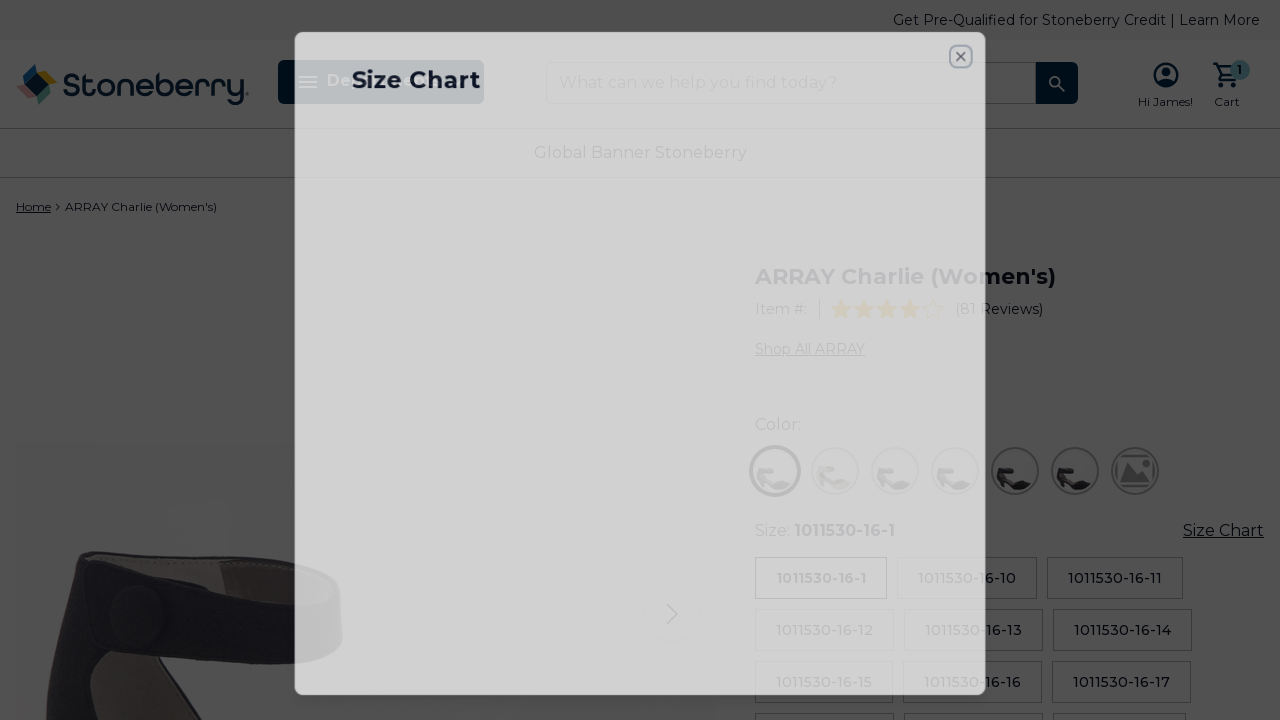 Get Pre-Qualified for Stoneberry Credit | Learn More
Stoneberry
Size Chart
What can we help you find today?
Hi James!
1
Cart
Global Banner Stoneberry
Home > ARRAY Charlie (Women's)
ARRAY Charlie (Women's)
Item #:
(81 Reviews)
Shop All ARRAY
Color:
Size: 1011530-16-1
Size Chart
1011530-16-1
1011530-16-10
1011530-16-11
1011530-16-12
1011530-16-13
1011530-16-14
1011530-16-15
1011530-16-16
1011530-16-17